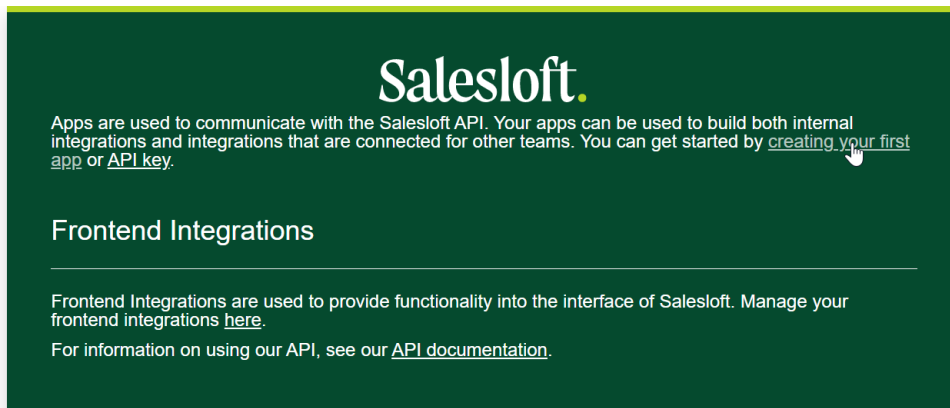 Salesloft.
Apps are used to communicate with the Salesloft API. Your apps can be used to build both internal
integrations and integrations that are connected for other teams. You can get started by creating your first
app or API key.
Frontend Integrations
Frontend Integrations are used to provide functionality into the interface of Salesloft. Manage your
frontend integrations here.
For information on using our API, see our API documentation.